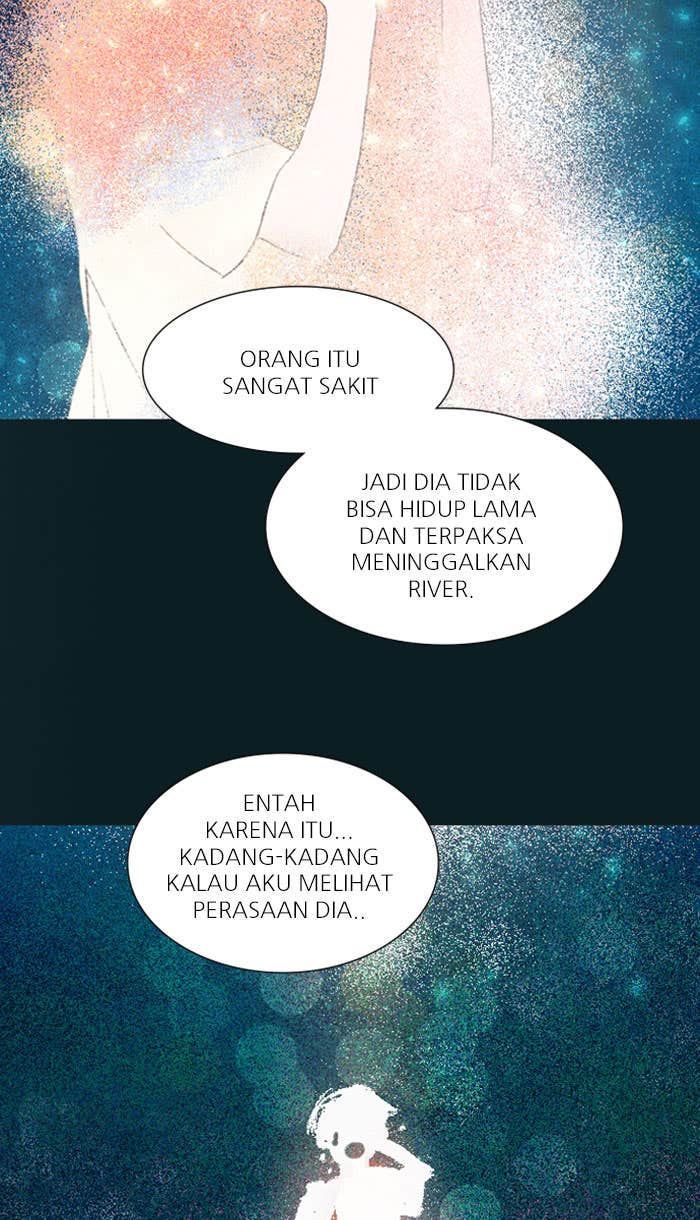 ORANG ITU
SANGAT SAKIT
JADI DIA TIDAK
BISA HIDUP LAMA
DAN TERPAKSA
MENINGGALKAN
RIVER.
ENTAH
KARENA ITU...
KADANG-KADANG
KALAU AKU MELIHAT
PERASAAN DIA..